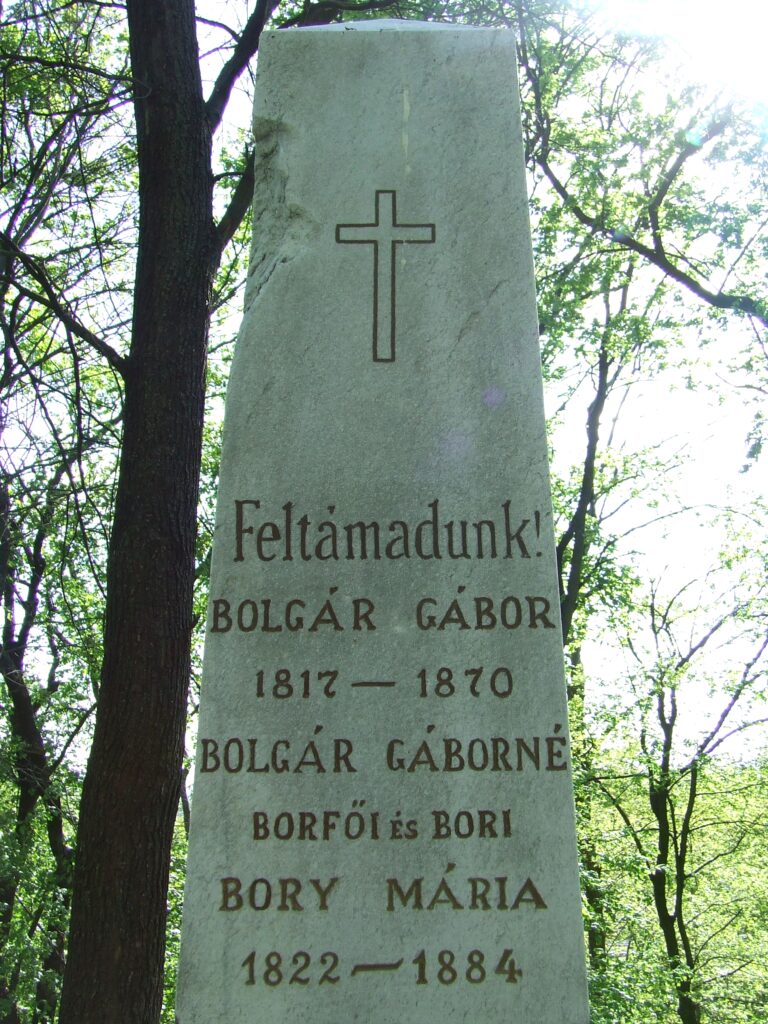 Feltámadunk!
BOLGÁR GÁBOR
1817 — 1870
BOLGÁR GÁBORNÉ
BORFŐI és BORI
BORY MÁRIA
1822 — 1884